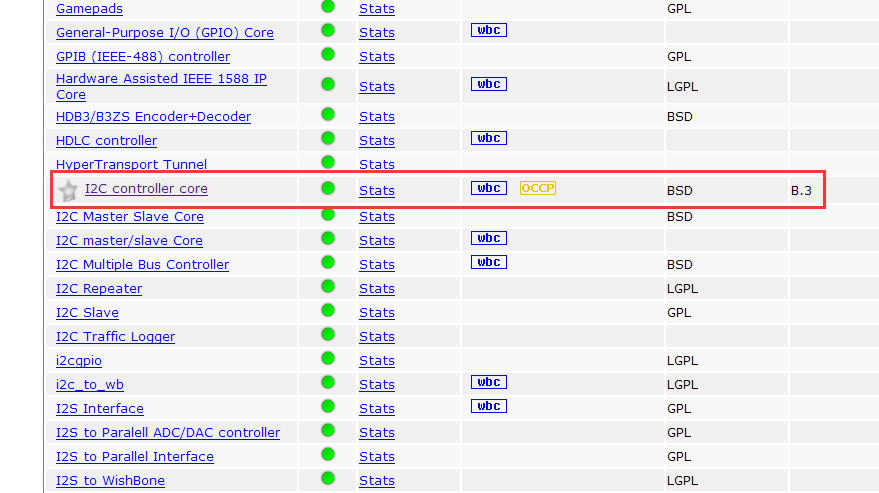 Gamepads Stats GPL
General-Purpose I/O (GPIO) Core Stats wbc
GPIB (IEEE-488) controller Stats GPL
Hardware Assisted IEEE 1588 IP
Core Stats wbc LGPL
HDB3/B3ZS Encoder+Decoder Stats BSD
HDLC controller Stats wbc
HyperTransport Tunnel Stats
I2C controller core Stats wbc OCCP BSD B.3
I2C Master Slave Core Stats BSD
I2C master/slave Core Stats wbc
I2C Multiple Bus Controller Stats wbc BSD
I2C Repeater Stats LGPL
I2C Slave Stats GPL
I2C Traffic Logger Stats
i2cgpio Stats LGPL
i2c_to_wb Stats wbc LGPL
I2S Interface Stats wbc GPL
I2S to Paralell ADC/DAC controller Stats GPL
I2S to Parallel Interface Stats GPL
I2S to WishBone Stats LGPL